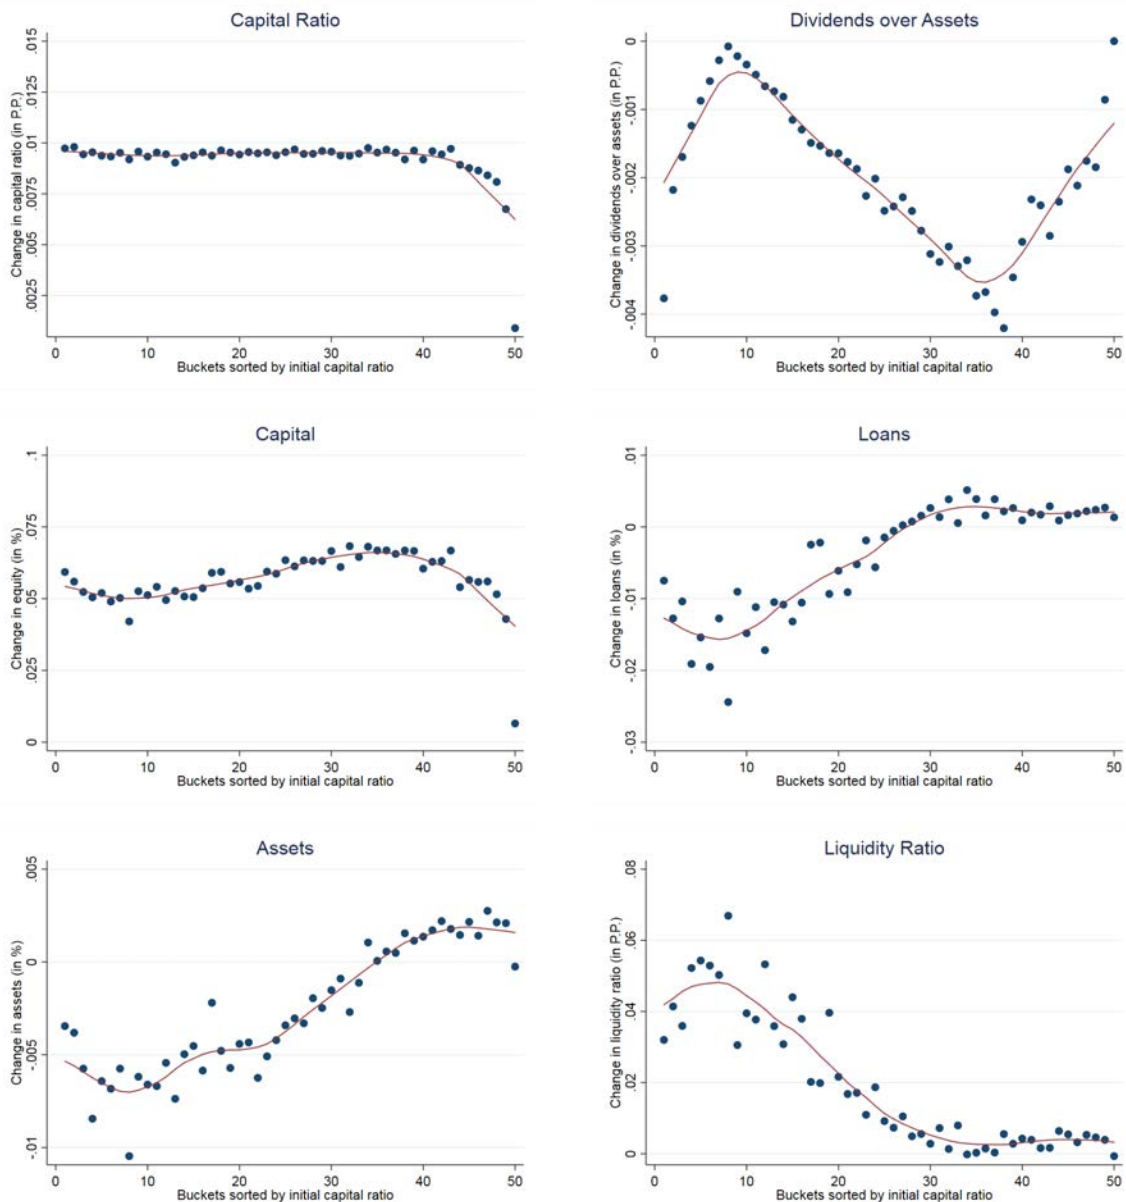 Capital Ratio
Change in capital ratio (in P.P.)
.015
.0125
.01
.0075
.005
.0025
0 10 20 30 40 50
Buckets sorted by initial capital ratio
Dividends over Assets
Change in dividends over assets (in P.P.)
0
-.001
-.002
-.003
-.004
0 10 20 30 40 50
Buckets sorted by initial capital ratio
Capital
Change in equity (in %)
.1
.075
.05
.025
0
0 10 20 30 40 50
Buckets sorted by initial capital ratio
Loans
Change in loans (in %)
.01
0
-.01
-.02
-.03
0 10 20 30 40 50
Buckets sorted by initial capital ratio
Assets
Change in assets (in %)
.005
0
-.005
-.01
0 10 20 30 40 50
Buckets sorted by initial capital ratio
Liquidity Ratio
Change in liquidity ratio (in P.P.)
.08
.06
.04
.02
0
0 10 20 30 40 50
Buckets sorted by initial capital ratio